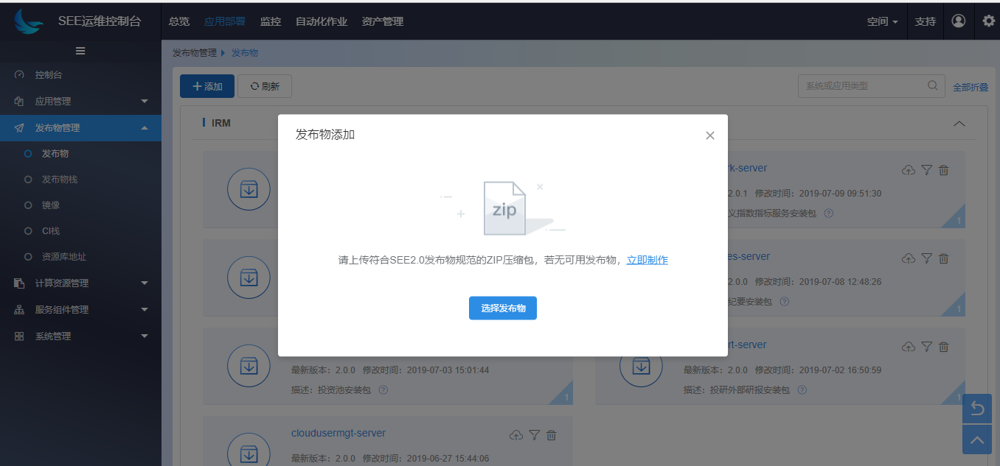 SEE运维控制台
总览 应用部署 监控 自动化作业 资产管理
空间 支持
控制台
应用管理
发布物管理
发布物
发布物栈
镜像
CI栈
资源库地址
计算资源管理
服务组件管理
系统管理
发布物管理 发布物
添加 刷新
系统或应用类型 全部折叠
IRM
发布物添加
zip
请上传符合SEE2.0发布物规范的ZIP压缩包，若无可用发布物，立即制作
选择发布物
rk-server
2.0.1 修改时间：2019-07-09 09:51:30
义指数指标服务安装包
1
es-server
2.0.0 修改时间：2019-07-08 12:48:26
纪要安装包
1
最新版本：2.0.0 修改时间：2019-07-03 15:01:44
描述：投资池安装包
1
rt-server
最新版本：2.0.0 修改时间：2019-07-02 16:50:59
描述：投研外部研报安装包
1
cloudusermgt-server
最新版本：2.0.0 修改时间：2019-06-27 15:44:06